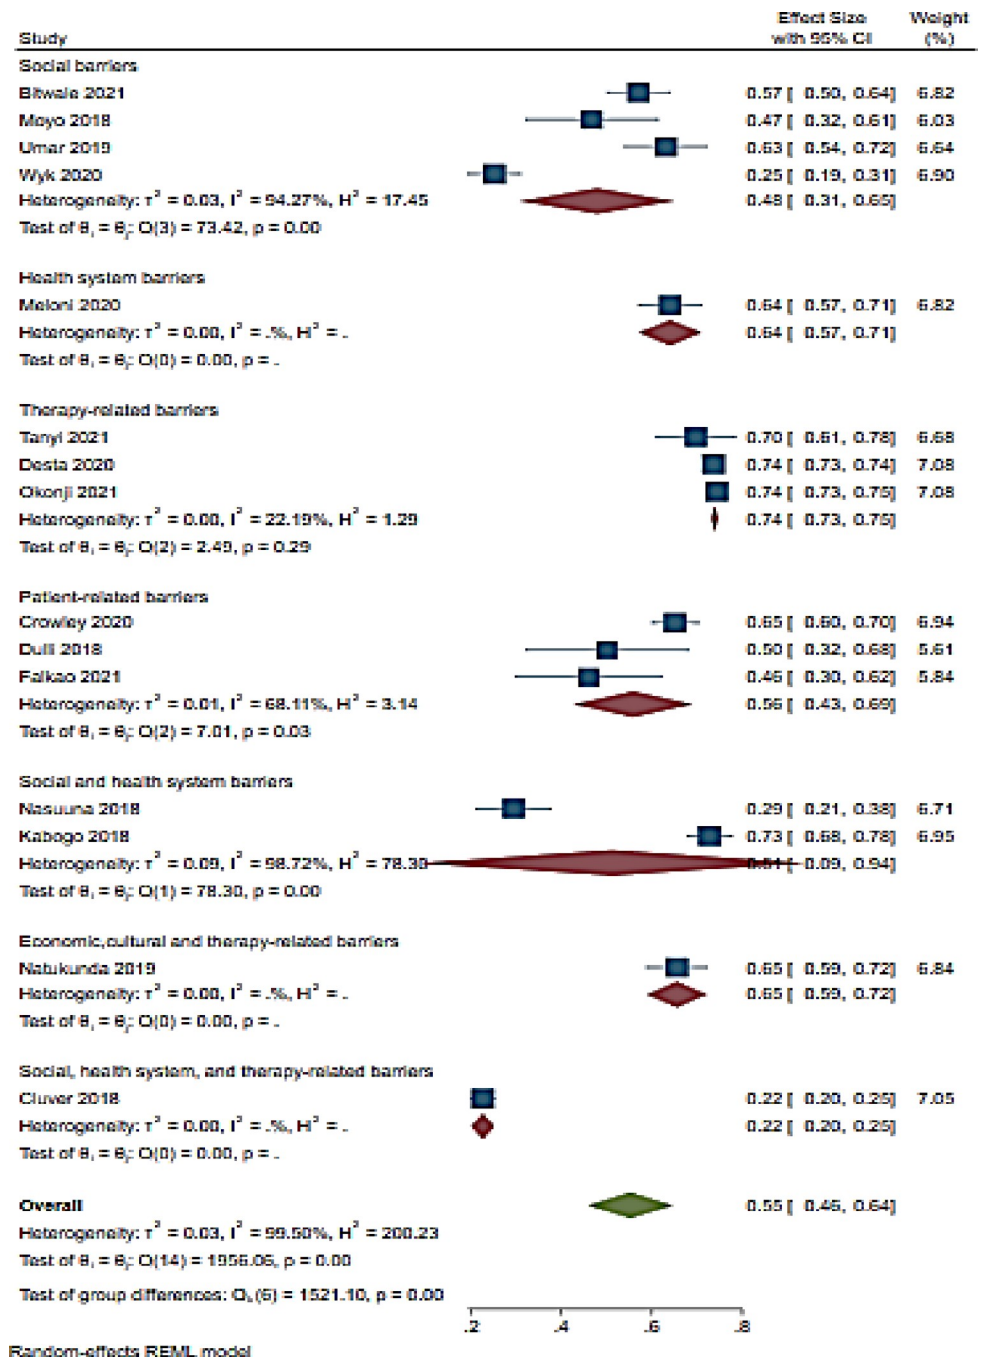 Effect Size Weight
Study with 95% CI (%)
Social barriers
Bitwale 2021 0.57 [ 0.50, 0.64] 6.82
Moyo 2018 0.47 [ 0.32, 0.61] 6.03
Umar 2019 0.63 [ 0.54, 0.72] 6.64
Wyk 2020 0.25 [ 0.19, 0.31] 6.90
Heterogeneity: τ² = 0.03, I² = 94.27%, H² = 17.45 0.48 [ 0.31, 0.65]
Test of θᵢ = θⱼ: Q(3) = 73.42, p = 0.00
Health system barriers
Meloni 2020 0.64 [ 0.57, 0.71] 6.82
Heterogeneity: τ² = 0.00, I² = .%, H² = . 0.64 [ 0.57, 0.71]
Test of θᵢ = θⱼ: Q(0) = 0.00, p = .
Therapy-related barriers
Tanyi 2021 0.70 [ 0.61, 0.78] 6.68
Desta 2020 0.74 [ 0.73, 0.74] 7.08
Okonji 2021 0.74 [ 0.73, 0.75] 7.08
Heterogeneity: τ² = 0.00, I² = 22.19%, H² = 1.29 0.74 [ 0.73, 0.75]
Test of θᵢ = θⱼ: Q(2) = 2.49, p = 0.29
Patient-related barriers
Crowley 2020 0.65 [ 0.60, 0.70] 6.94
Dulli 2018 0.50 [ 0.32, 0.68] 5.61
Falkao 2021 0.46 [ 0.30, 0.62] 5.84
Heterogeneity: τ² = 0.01, I² = 68.11%, H² = 3.14 0.56 [ 0.43, 0.69]
Test of θᵢ = θⱼ: Q(2) = 7.01, p = 0.03
Social and health system barriers
Nasuuna 2018 0.29 [ 0.21, 0.38] 6.71
Kabogo 2018 0.73 [ 0.68, 0.78] 6.95
Heterogeneity: τ² = 0.09, I² = 98.72%, H² = 78.30 0.51 [ 0.09, 0.94]
Test of θᵢ = θⱼ: Q(1) = 78.30, p = 0.00
Economic,cultural and therapy-related barriers
Natukunda 2019 0.65 [ 0.59, 0.72] 6.84
Heterogeneity: τ² = 0.00, I² = .%, H² = . 0.65 [ 0.59, 0.72]
Test of θᵢ = θⱼ: Q(0) = 0.00, p = .
Social, health system, and therapy-related barriers
Cluver 2018 0.22 [ 0.20, 0.25] 7.05
Heterogeneity: τ² = 0.00, I² = .%, H² = . 0.22 [ 0.20, 0.25]
Test of θᵢ = θⱼ: Q(0) = 0.00, p = .
Overall 0.55 [ 0.46, 0.64]
Heterogeneity: τ² = 0.03, I² = 99.50%, H² = 200.23
Test of θᵢ = θⱼ: Q(14) = 1956.06, p = 0.00
Test of group differences: Q_b(6) = 1521.10, p = 0.00
.2 .4 .6 .8
Random-effects REML model